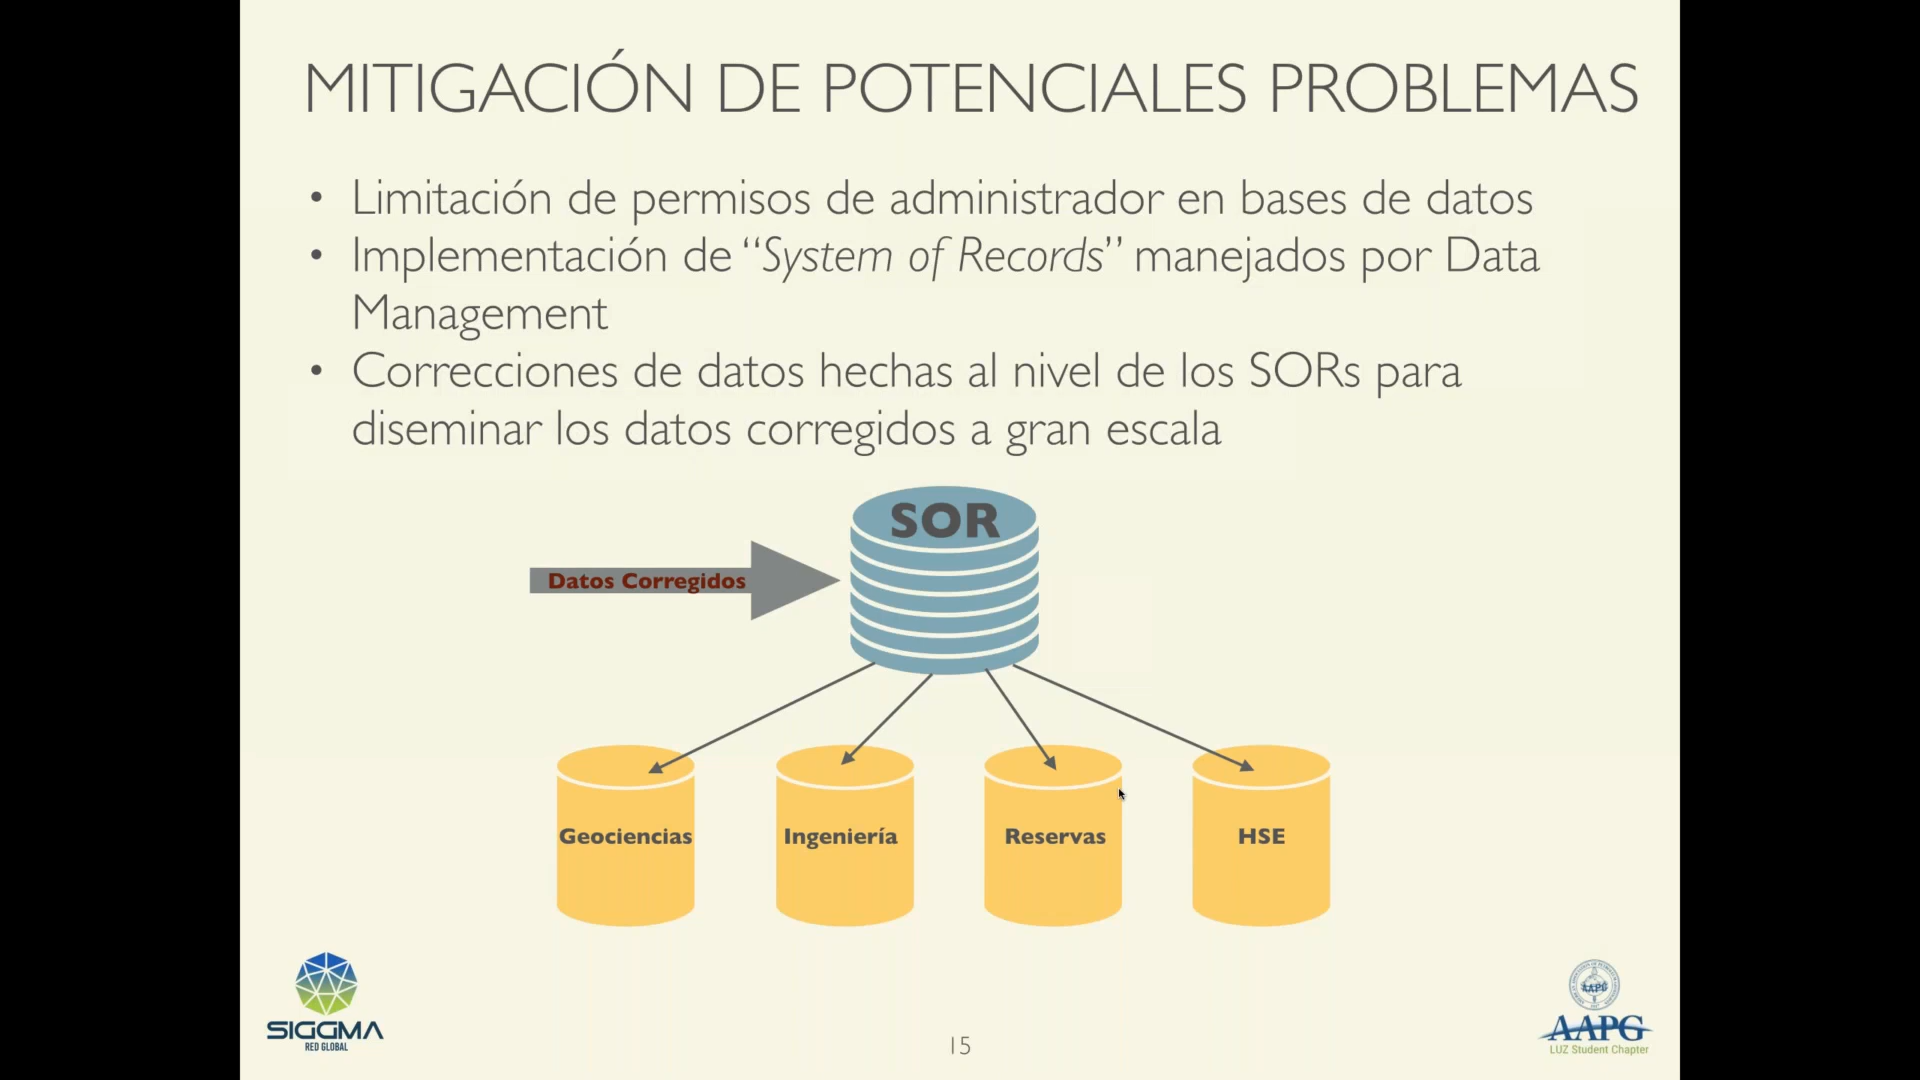 MITIGACIÓN DE POTENCIALES PROBLEMAS
• Limitación de permisos de administrador en bases de datos
• Implementación de “System of Records” manejados por Data
Management
• Correcciones de datos hechas al nivel de los SORs para
diseminar los datos corregidos a gran escala
SOR
Datos Corregidos
Geociencias
Ingeniería
Reservas
HSE
SIGGMA
RED GLOBAL
15
AAPG
LUZ Student Chapter